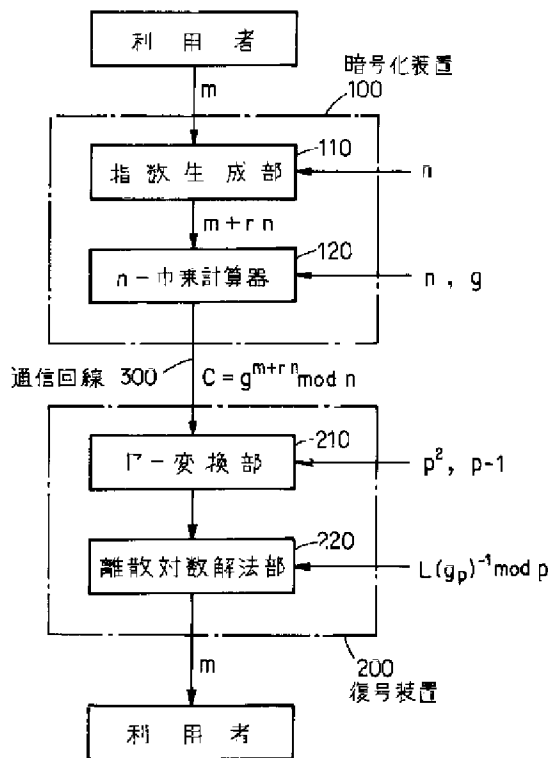 利用者
m
暗号化装置
100
110
指数生成部
n
m+rn
120
n-巾乗計算器
n, g
通信回線 300
C=g^{m+rn} mod n
210
Γ-変換部
p², p-1
220
離散対数解法部
L(g_p)^{-1} mod p
m
200
復号装置
利用者